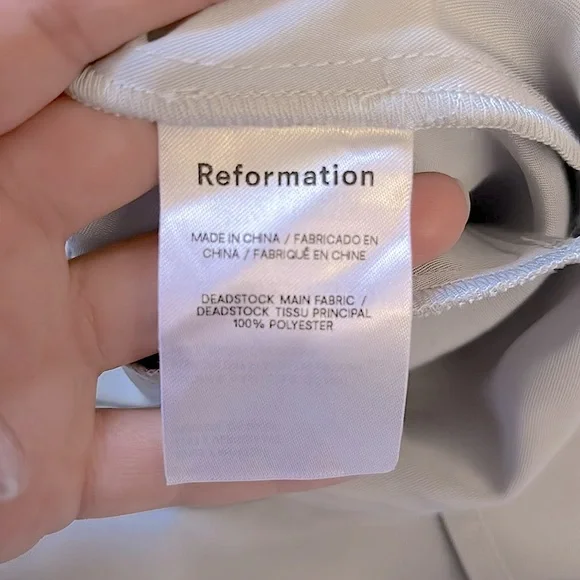 Reformation
MADE IN CHINA / FABRICADO EN
CHINA / FABRIQUÉ EN CHINE
DEADSTOCK MAIN FABRIC /
DEADSTOCK TISSU PRINCIPAL
100% POLYESTER